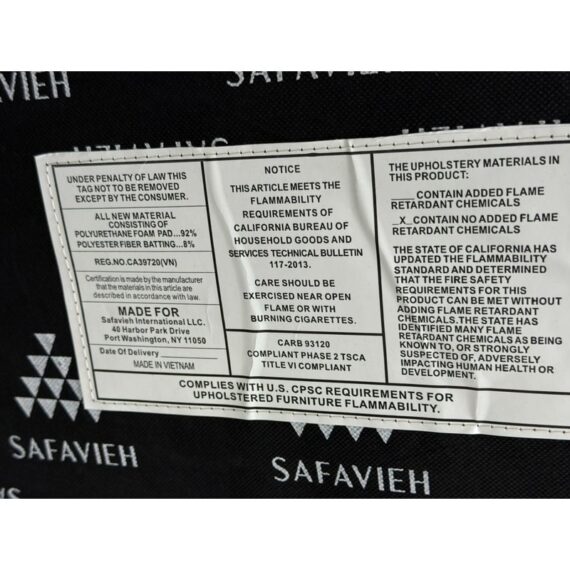 AVIEH
SAFAVIEH
UNDER PENALTY OF LAW THIS
TAG NOT TO BE REMOVED
EXCEPT BY THE CONSUMER.
ALL NEW MATERIAL
CONSISTING OF
POLYURETHANE FOAM PAD...92%
POLYESTER FIBER BATTING...8%
REG.NO.CA39720(VN)
Certification is made by the manufacturer
that the materials in this article are
described in accordance with law.
MADE FOR
Safavieh International LLC.
40 Harbor Park Drive
Port Washington, NY 11050
Date Of Delivery
MADE IN VIETNAM
NOTICE
THIS ARTICLE MEETS THE
FLAMMABILITY
REQUIREMENTS OF
CALIFORNIA BUREAU OF
HOUSEHOLD GOODS AND
SERVICES TECHNICAL BULLETIN
117-2013.
CARE SHOULD BE
EXERCISED NEAR OPEN
FLAME OR WITH
BURNING CIGARETTES.
CARB 93120
COMPLIANT PHASE 2 TSCA
TITLE VI COMPLIANT
THE UPHOLSTERY MATERIALS IN
THIS PRODUCT:
___CONTAIN ADDED FLAME
RETARDANT CHEMICALS
_X_CONTAIN NO ADDED FLAME
RETARDANT CHEMICALS
THE STATE OF CALIFORNIA HAS
UPDATED THE FLAMMABILITY
STANDARD AND DETERMINED
THAT THE FIRE SAFETY
REQUIREMENTS FOR THIS
PRODUCT CAN BE MET WITHOUT
ADDING FLAME RETARDANT
CHEMICALS.THE STATE HAS
IDENTIFIED MANY FLAME
RETARDANT CHEMICALS AS BEING
KNOWN TO, OR STRONGLY
SUSPECTED OF, ADVERSELY
IMPACTING HUMAN HEALTH OR
DEVELOPMENT.
COMPLIES WITH U.S. CPSC REQUIREMENTS FOR
UPHOLSTERED FURNITURE FLAMMABILITY.
SAFAVIEH
SAFAVIEH